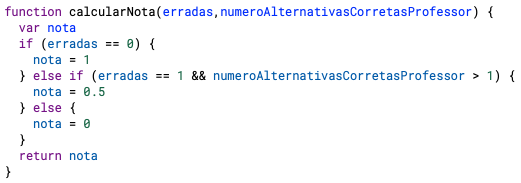 function calcularNota(erradas,numeroAlternativasCorretasProfessor) {
  var nota
  if (erradas == 0) {
    nota = 1
  } else if (erradas == 1 && numeroAlternativasCorretasProfessor > 1) {
    nota = 0.5
  } else {
    nota = 0
  }
  return nota
}